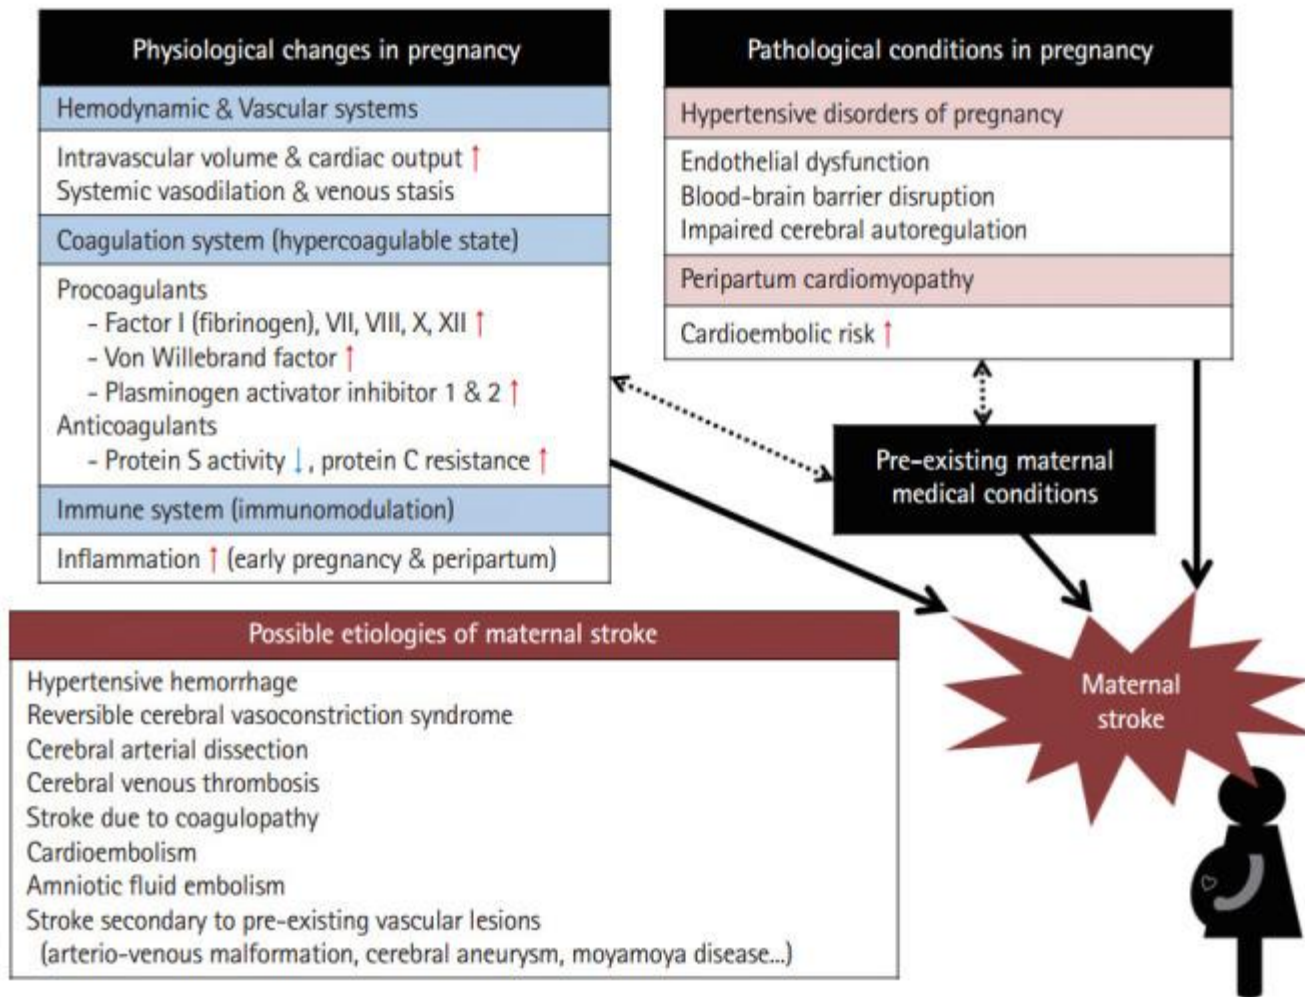 Physiological changes in pregnancy
Hemodynamic & Vascular systems
Intravascular volume & cardiac output ↑
Systemic vasodilation & venous stasis
Coagulation system (hypercoagulable state)
Procoagulants
- Factor I (fibrinogen), VII, VIII, X, XII ↑
- Von Willebrand factor ↑
- Plasminogen activator inhibitor 1 & 2 ↑
Anticoagulants
- Protein S activity ↓, protein C resistance ↑
Immune system (immunomodulation)
Inflammation ↑ (early pregnancy & peripartum)
Pathological conditions in pregnancy
Hypertensive disorders of pregnancy
Endothelial dysfunction
Blood-brain barrier disruption
Impaired cerebral autoregulation
Peripartum cardiomyopathy
Cardioembolic risk ↑
Pre-existing maternal
medical conditions
Possible etiologies of maternal stroke
Hypertensive hemorrhage
Reversible cerebral vasoconstriction syndrome
Cerebral arterial dissection
Cerebral venous thrombosis
Stroke due to coagulopathy
Cardioembolism
Amniotic fluid embolism
Stroke secondary to pre-existing vascular lesions
(arterio-venous malformation, cerebral aneurysm, moyamoya disease...)
Maternal
stroke